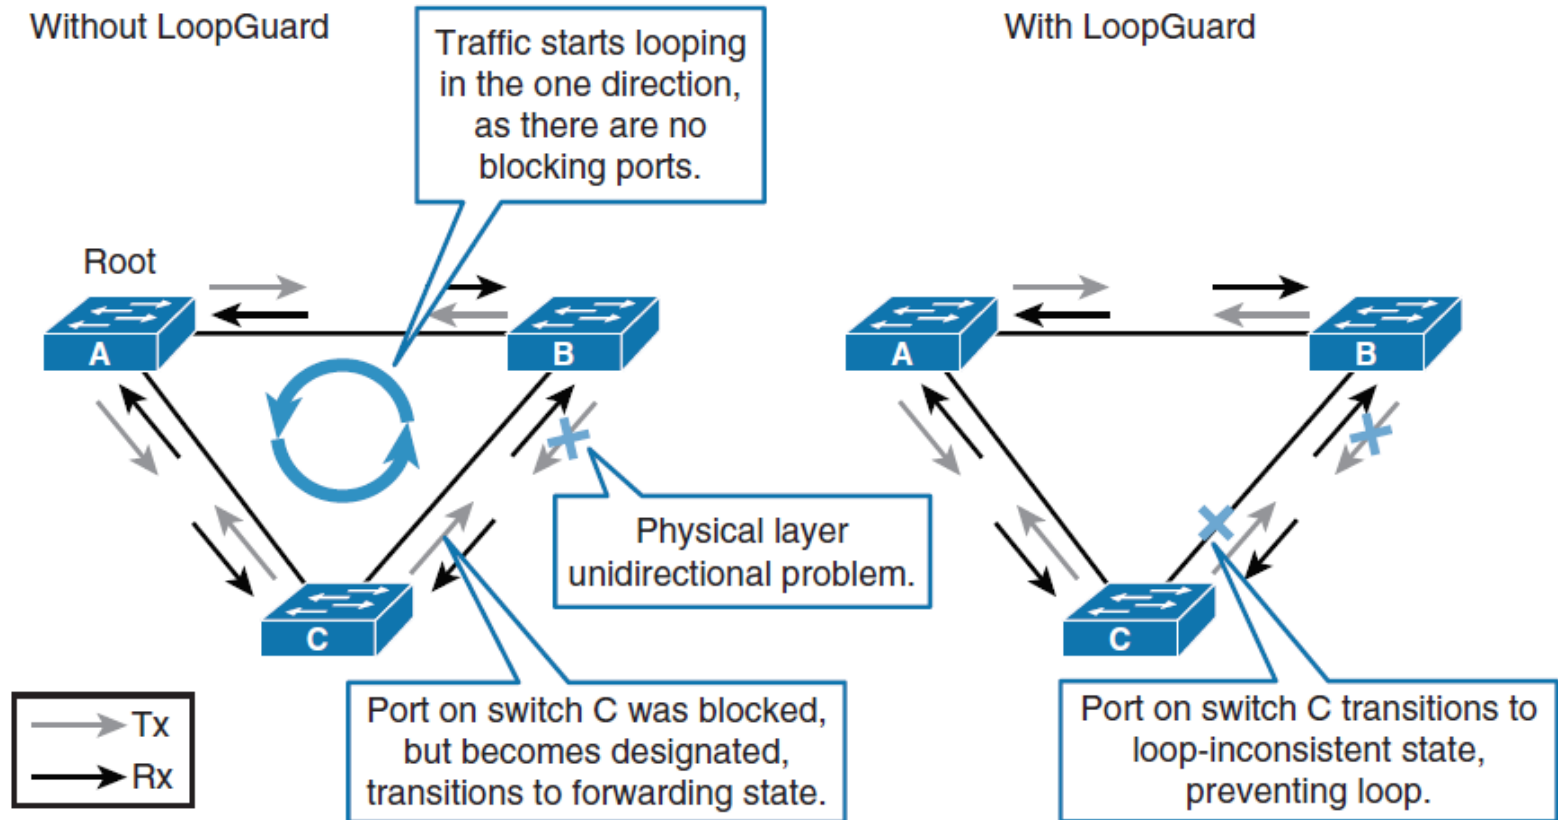 Without LoopGuard
Traffic starts looping
in the one direction,
as there are no
blocking ports.
Root
A
B
C
Physical layer
unidirectional problem.
Port on switch C was blocked,
but becomes designated,
transitions to forwarding state.
Tx
Rx
With LoopGuard
A
B
C
Port on switch C transitions to
loop-inconsistent state,
preventing loop.